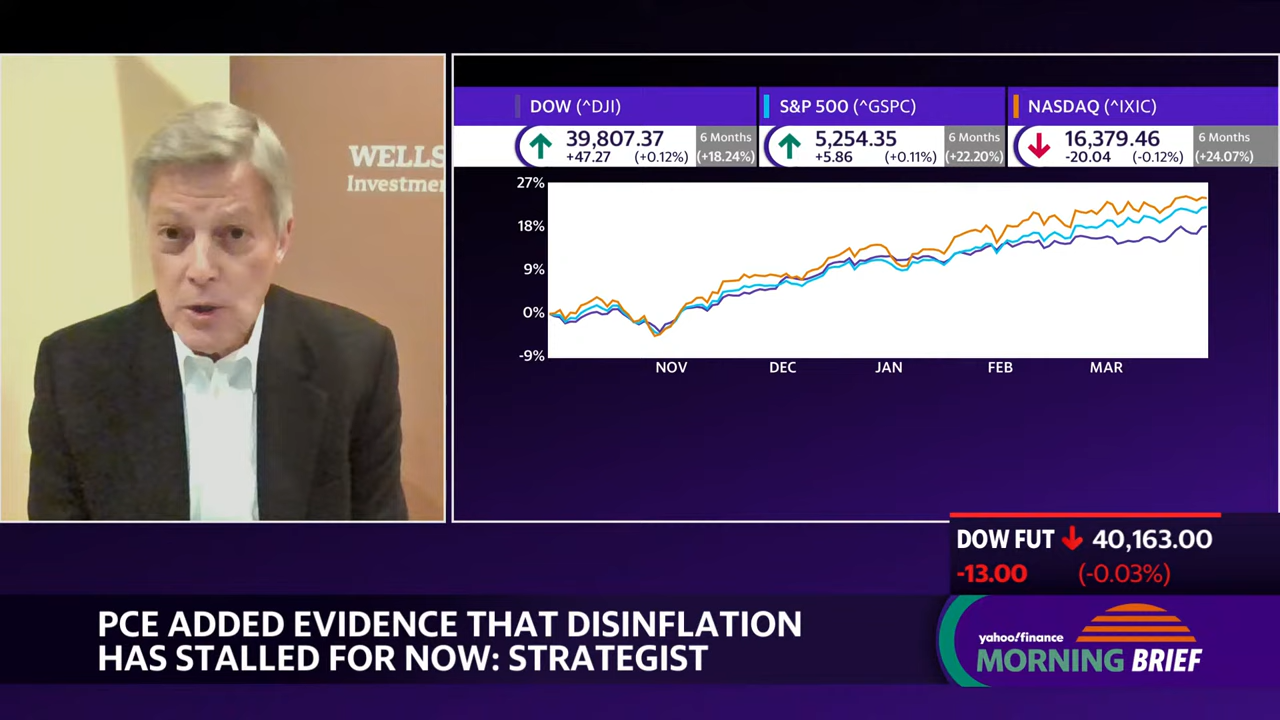 WELLS
Investmen
DOW (^DJI)
39,807.37
+47.27 (+0.12%)
6 Months
(+18.24%)
S&P 500 (^GSPC)
5,254.35
+5.86 (+0.11%)
6 Months
(+22.20%)
NASDAQ (^IXIC)
16,379.46
-20.04 (-0.12%)
6 Months
(+24.07%)
27%
18%
9%
0%
-9%
NOV DEC JAN FEB MAR
DOW FUT 40,163.00
-13.00 (-0.03%)
PCE ADDED EVIDENCE THAT DISINFLATION
HAS STALLED FOR NOW: STRATEGIST
yahoo!finance
MORNING BRIEF